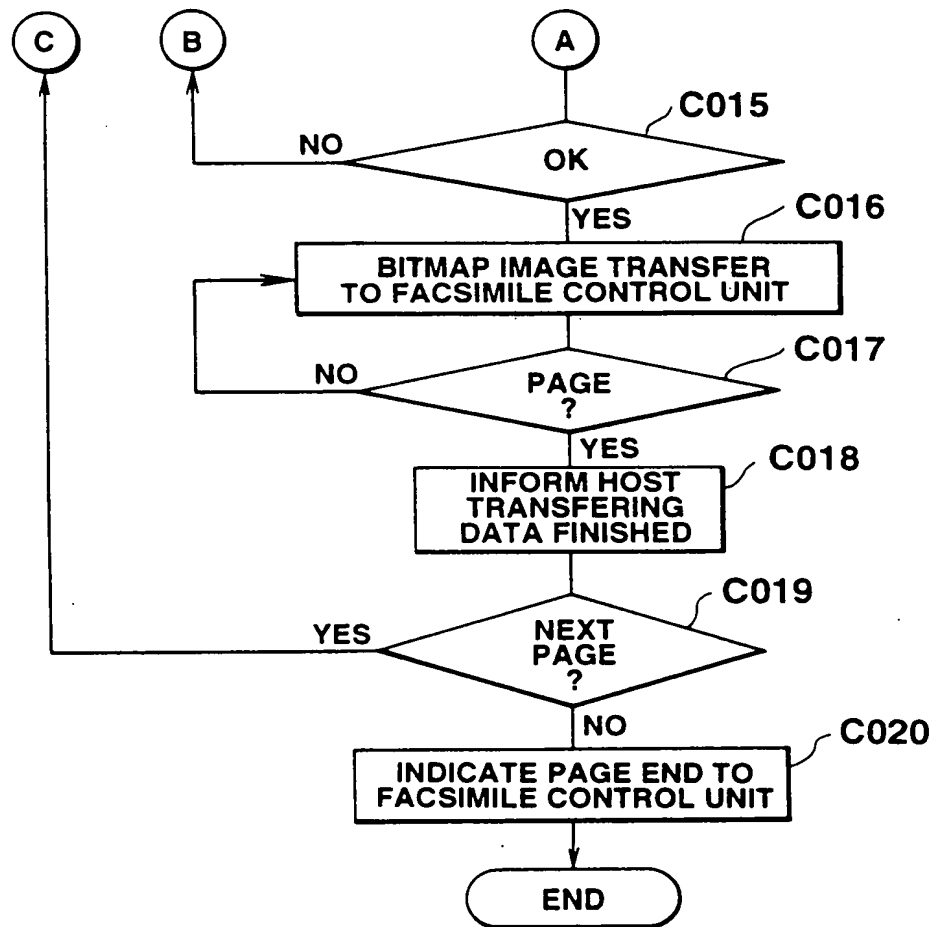 C
B
A
C015
NO
OK
YES
C016
BITMAP IMAGE TRANSFER
TO FACSIMILE CONTROL UNIT
C017
NO
PAGE
?
YES
C018
INFORM HOST
TRANSFERING
DATA FINISHED
C019
YES
NEXT
PAGE
?
NO
C020
INDICATE PAGE END TO
FACSIMILE CONTROL UNIT
END